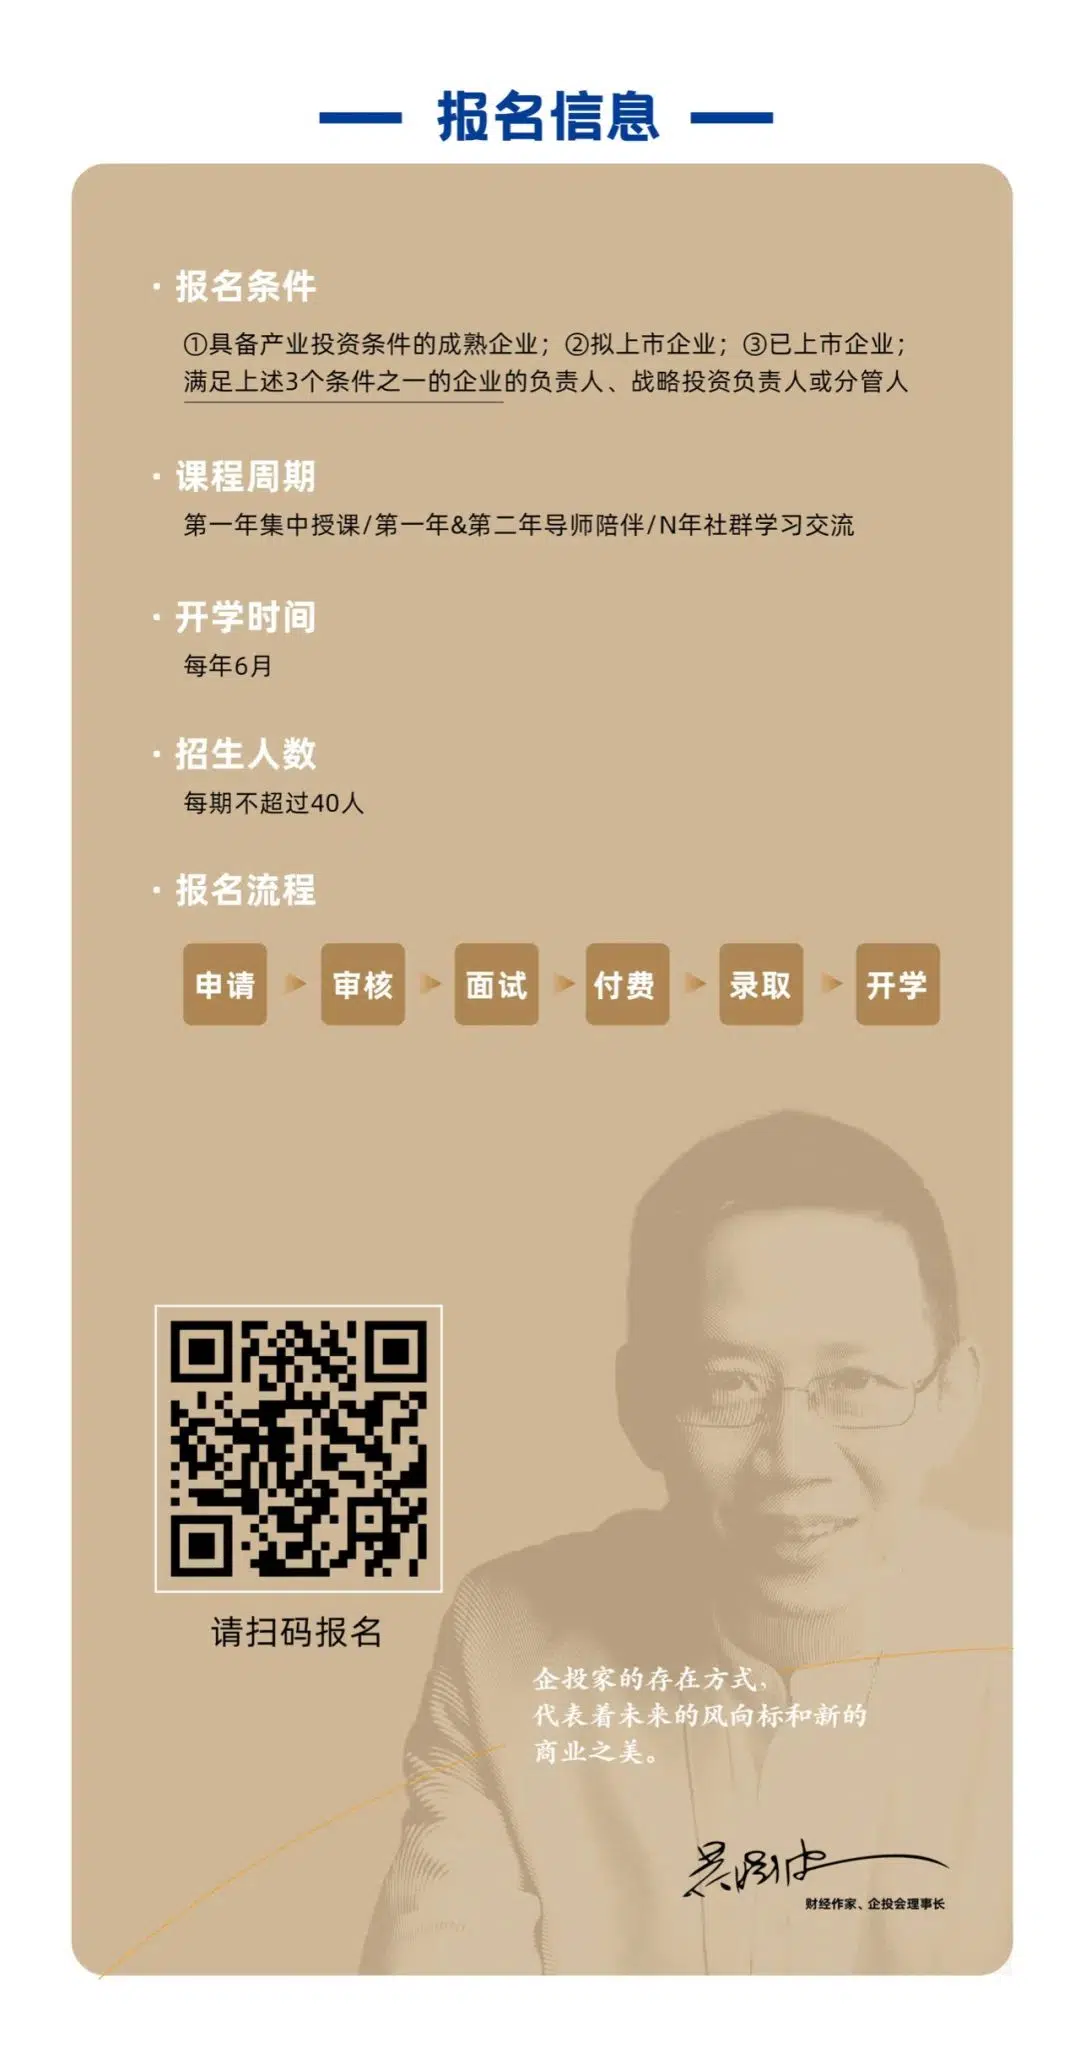 报名信息
· 报名条件
①具备产业投资条件的成熟企业；②拟上市企业；③已上市企业；
满足上述3个条件之一的企业的负责人、战略投资负责人或分管人
· 课程周期
第一年集中授课/第一年&第二年导师陪伴/N年社群学习交流
· 开学时间
每年6月
· 招生人数
每期不超过40人
· 报名流程
申请 审核 面试 付费 录取 开学
请扫码报名
企投家的存在方式，
代表着未来的风向标和新的
商业之美。
吴晓波
财经作家、企投会理事长